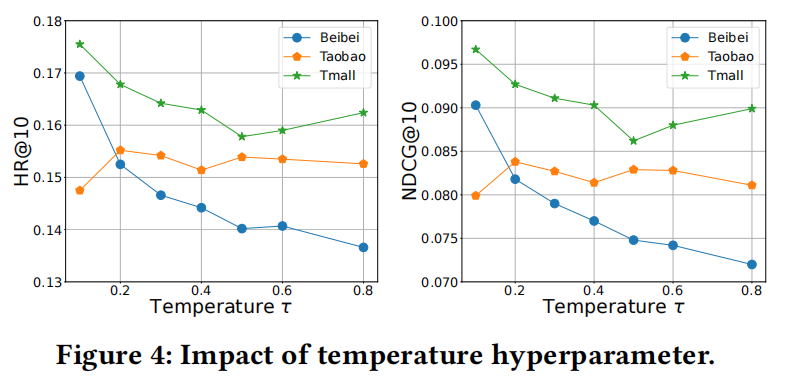 0.18
0.17
0.16
0.15
0.14
0.13
HR@10
Beibei
Taobao
Tmall
0.2 0.4 0.6 0.8
Temperature τ
0.100
0.095
0.090
0.085
0.080
0.075
0.070
NDCG@10
Beibei
Taobao
Tmall
0.2 0.4 0.6 0.8
Temperature τ
Figure 4: Impact of temperature hyperparameter.